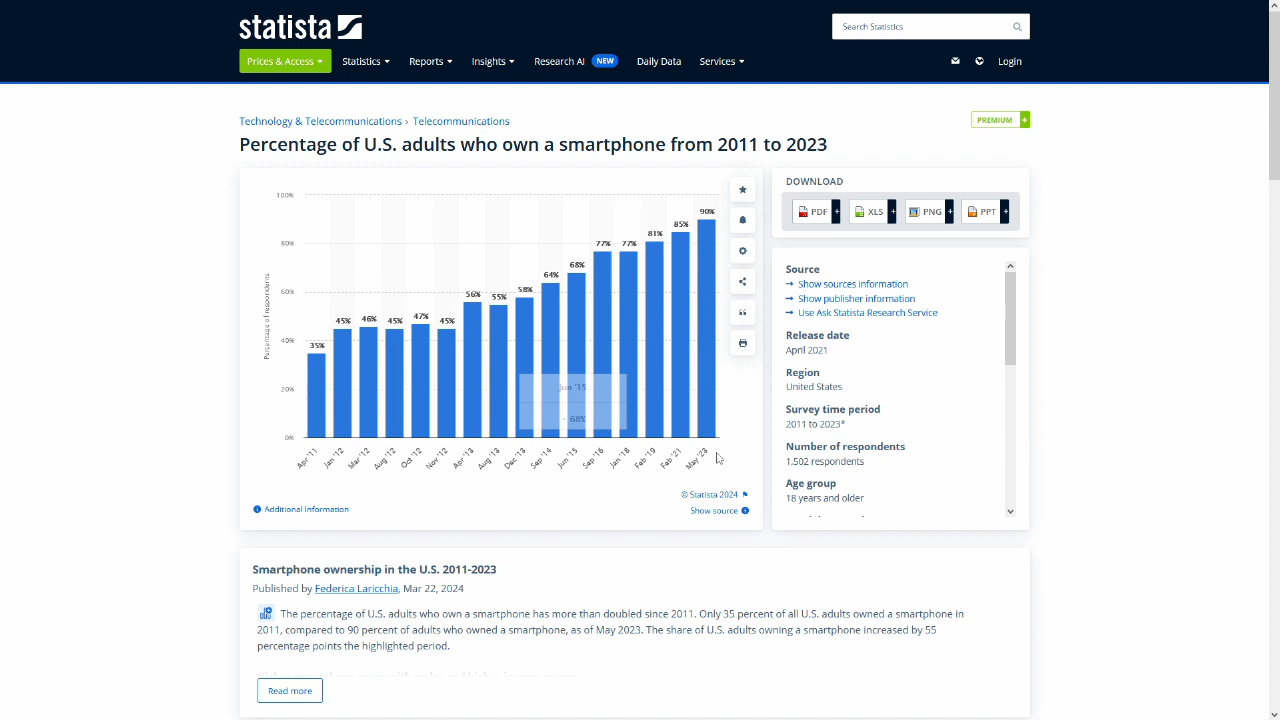 statista
Search Statistics
Prices & Access Statistics Reports Insights Research AI NEW Daily Data Services Login
Technology & Telecommunications › Telecommunications
PREMIUM +
Percentage of U.S. adults who own a smartphone from 2011 to 2023
Percentage of respondents
100%
80%
60%
40%
20%
0%
35%
45%
46%
45%
47%
45%
56%
55%
58%
64%
68%
77%
77%
81%
85%
90%
Jun '15
68%
Apr '11
Jan '12
Mar '12
Aug '12
Oct '12
Nov '12
Apr '13
Aug '13
Dec '13
Sep '14
Jun '15
Sep '16
Jan '18
Feb '19
Feb '21
May '23
© Statista 2024
Additional Information
Show source
DOWNLOAD
PDF + XLS + PNG + PPT +
Source
→ Show sources information
→ Show publisher information
→ Use Ask Statista Research Service
Release date
April 2021
Region
United States
Survey time period
2011 to 2023*
Number of respondents
1,502 respondents
Age group
18 years and older
Smartphone ownership in the U.S. 2011-2023
Published by Federica Laricchia, Mar 22, 2024
The percentage of U.S. adults who own a smartphone has more than doubled since 2011. Only 35 percent of all U.S. adults owned a smartphone in
2011, compared to 90 percent of adults who owned a smartphone, as of May 2023. The share of U.S. adults owning a smartphone increased by 55
percentage points the highlighted period.
Read more